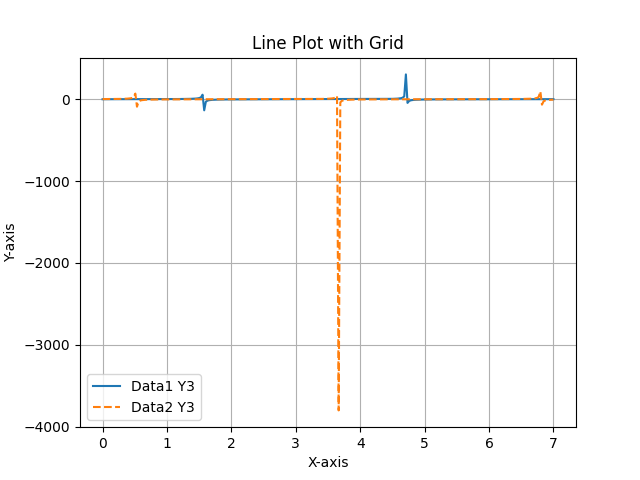 Line Plot with Grid
Y-axis
0
−1000
−2000
−3000
−4000
Data1 Y3
Data2 Y3
0 1 2 3 4 5 6 7
X-axis